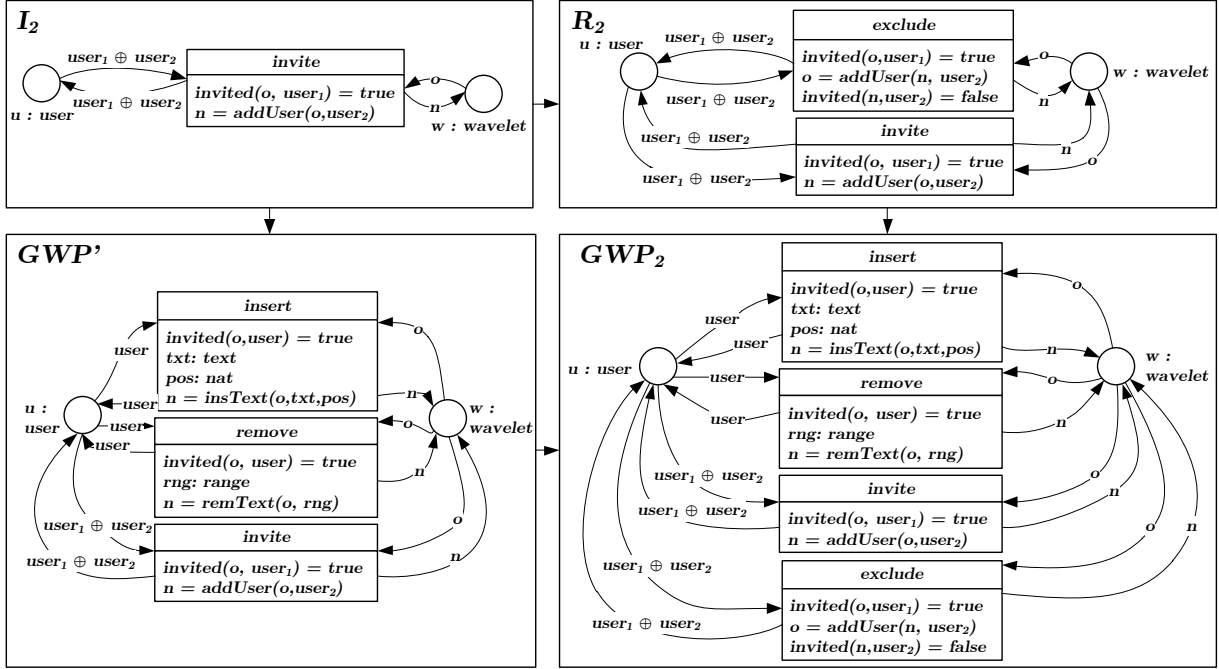 I₂
user₁ ⊕ user₂
user₁ ⊕ user₂
u : user
invite
invited(o, user₁) = true
n = addUser(o,user₂)
o
n
w : wavelet
R₂
u : user
user₁ ⊕ user₂
user₁ ⊕ user₂
exclude
invited(o,user₁) = true
o = addUser(n, user₂)
invited(n,user₂) = false
o
n
w : wavelet
user₁ ⊕ user₂
user₁ ⊕ user₂
invite
invited(o, user₁) = true
n = addUser(o,user₂)
n
o
GWP’
insert
invited(o,user) = true
txt: text
pos: nat
n = insText(o,txt,pos)
user
user
o
n
u :
user
w :
wavelet
user
user
remove
invited(o, user) = true
rng: range
n = remText(o, rng)
o
n
user₁ ⊕ user₂
user₁ ⊕ user₂
invite
invited(o, user₁) = true
n = addUser(o,user₂)
o
n
GWP₂
insert
invited(o,user) = true
txt: text
pos: nat
n = insText(o,txt,pos)
user
user
o
n
u : user
w :
wavelet
user
user
remove
invited(o, user) = true
rng: range
n = remText(o, rng)
o
n
user₁ ⊕ user₂
user₁ ⊕ user₂
invite
invited(o, user₁) = true
n = addUser(o,user₂)
o
n
user₁ ⊕ user₂
user₁ ⊕ user₂
exclude
invited(o,user₁) = true
o = addUser(n, user₂)
invited(n,user₂) = false
o
n